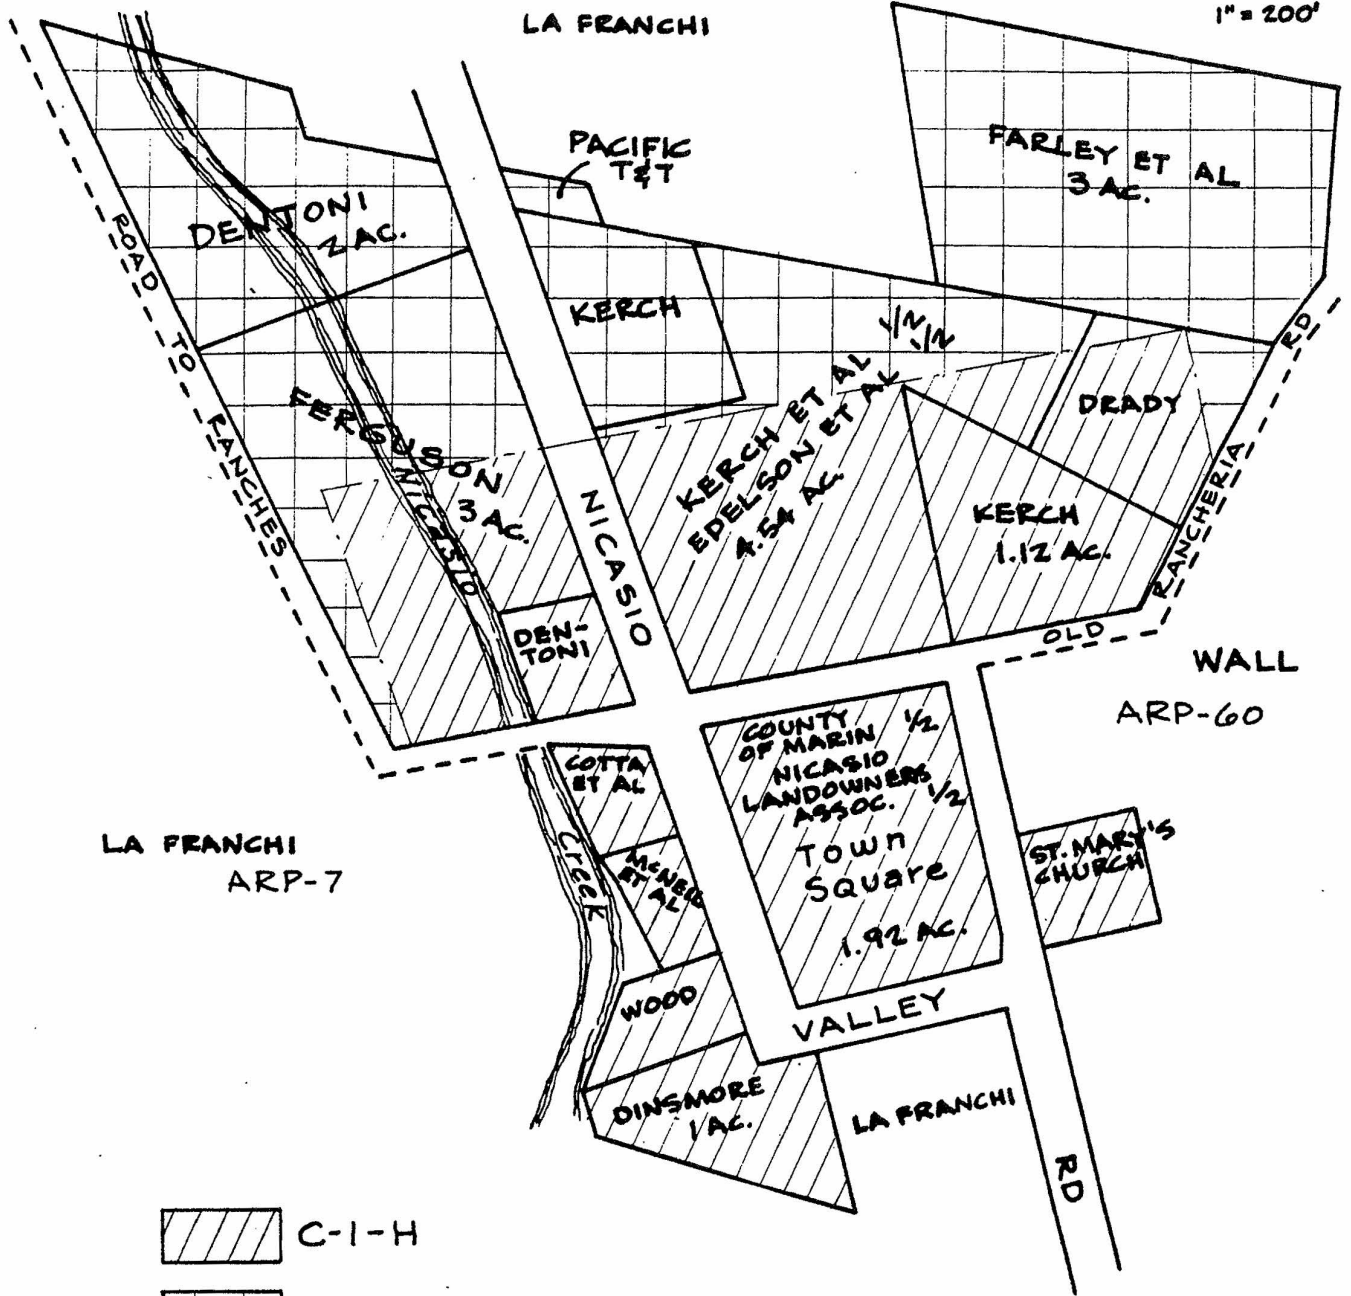 LA FRANCHI
1" = 200'
PACIFIC
T&T
FARLEY ET AL
3 AC.
DENTONI
2 AC.
ROAD TO RANCHES
KERCH
RD
KERCH ET AL 1/2
EDELSON ET AL 1/2
4.54 AC.
DRADY
FERGUSON
3 AC.
Nicasio
NICASIO
KERCH
1.12 AC.
RANCHERIA
OLD
DEN-
TONI
WALL
ARP-60
COUNTY
OF MARIN 1/2
NICASIO
LANDOWNERS
ASSOC. 1/2
Town
Square
1.92 AC.
COTTA
ET AL
LA FRANCHI
ARP-7
Creek
ET AL
ST. MARY'S
CHURCH
WOOD
VALLEY
DINSMORE
1 AC.
LA FRANCHI
RD
C-1-H